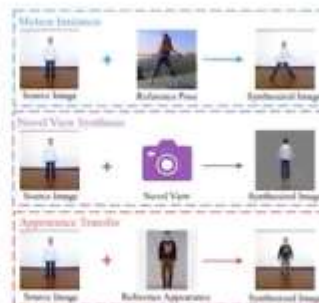 Motion Imitation
Source Image
Reference Pose
Synthesized Image
Novel View Synthesis
Source Image
Novel View
Synthesized Image
Appearance Transfer
Source Image
Reference Appearance
Synthesized Image